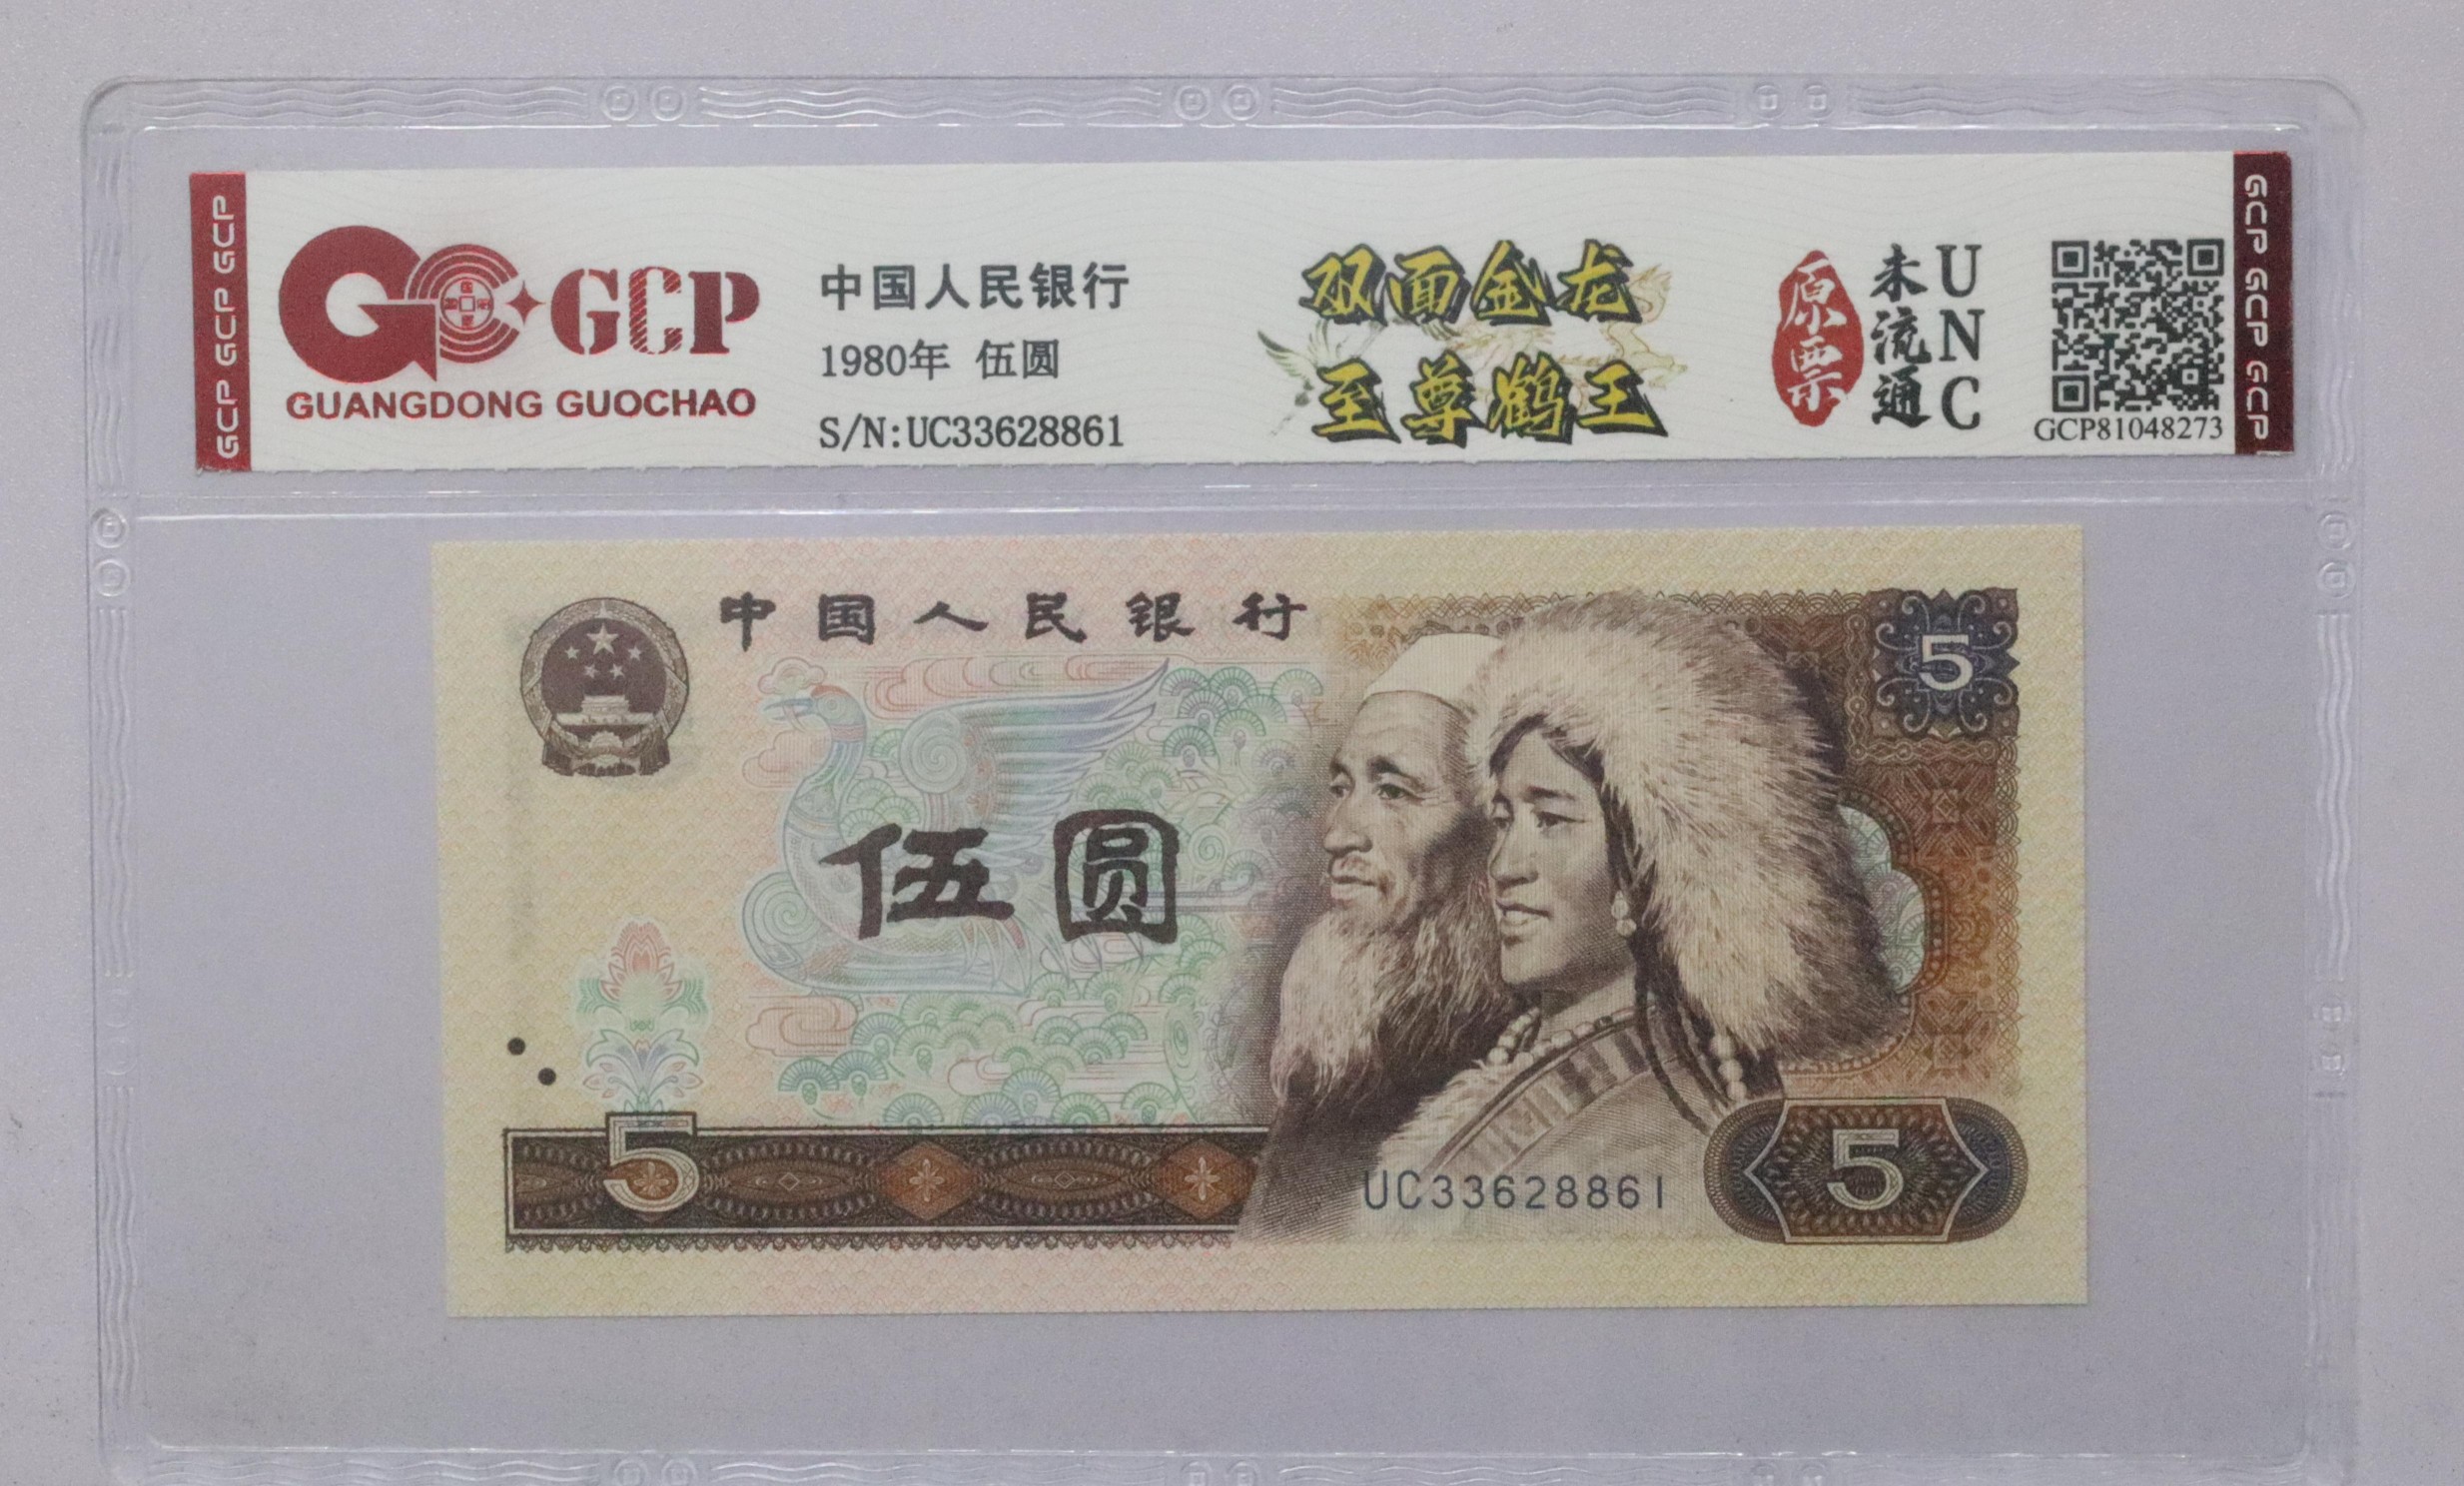 GCP GCP GCP
GCP
GUANGDONG GUOCHAO
中国人民银行
1980年 伍圆
S/N:UC33628861
双面金龙
至尊鹤王
原票
未流通
UNC
GCP81048273
GCP GCP GCP
中国人民银行
5
伍圆
5
UC33628861
5